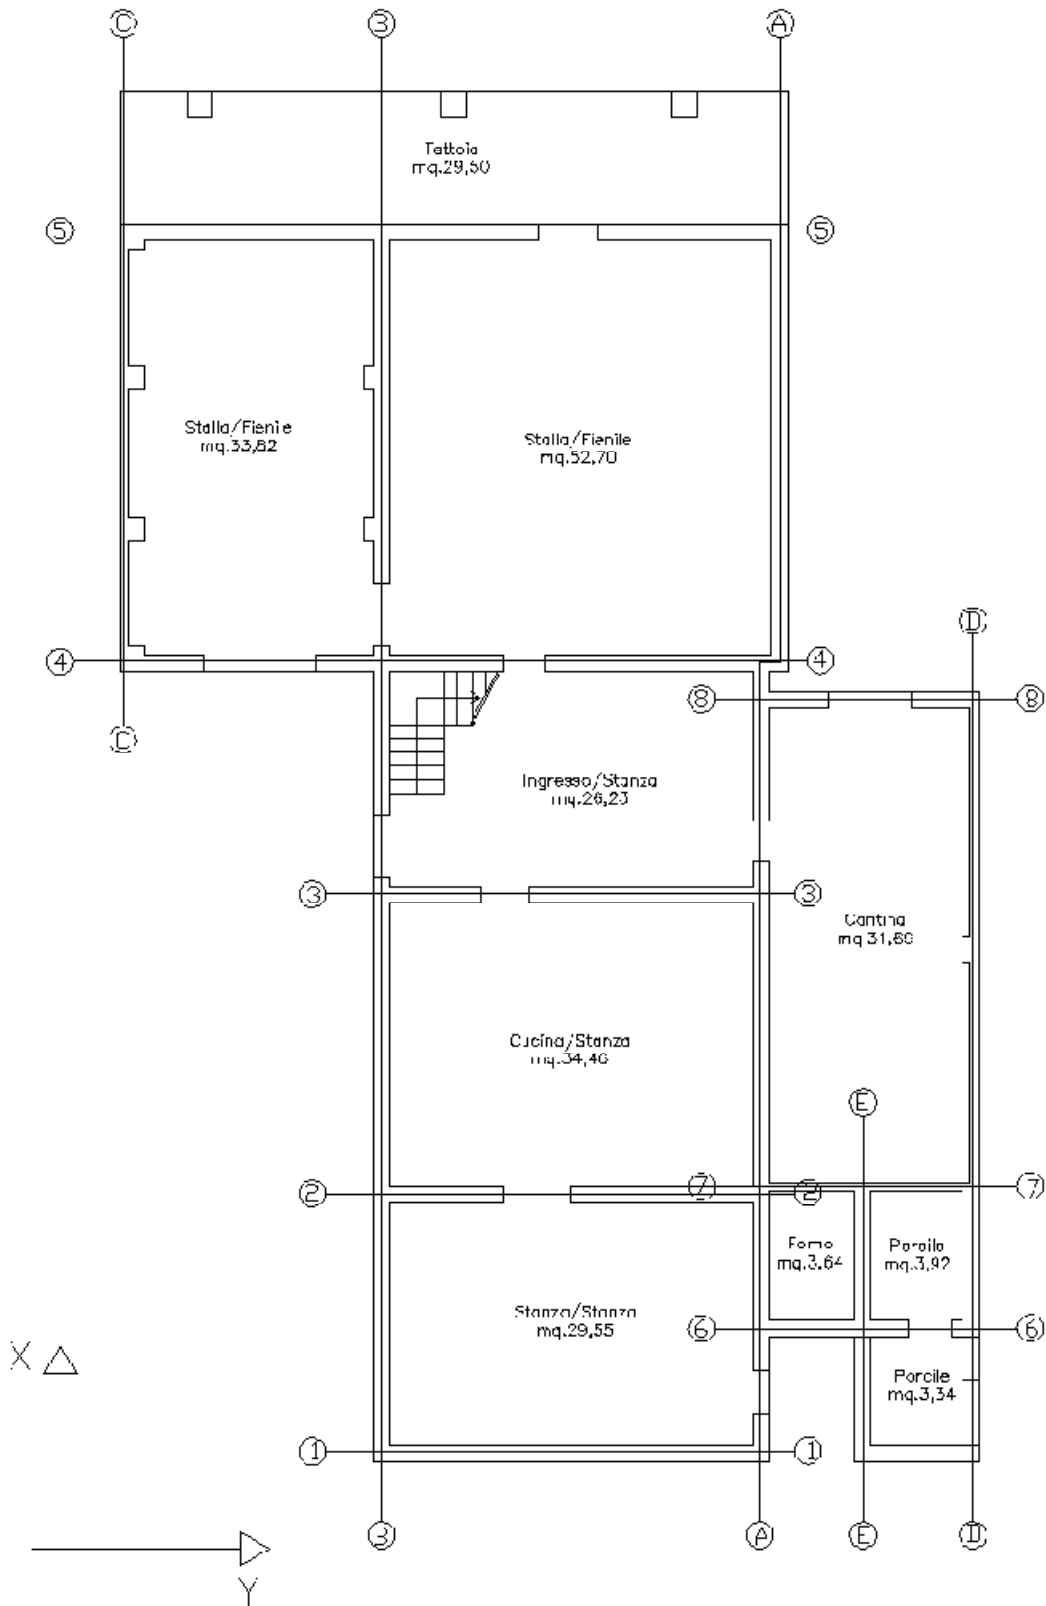 C
3
A
Tettoia
mq.29,50
5
5
Stalla/Fienile
mq.33,82
Stalla/Fienile
mq.52,70
D
4
4
8
8
C
Ingresso/Stanza
mq.26,23
3
3
Cantina
mq.31,60
Cucina/Stanza
mq.34,46
E
2
7
2
7
Forno
mq.3,64
Porcile
mq.3,92
Stanza/Stanza
mq.29,55
6
6
X
Porcile
mq.3,34
1
1
3
A
E
D
Y